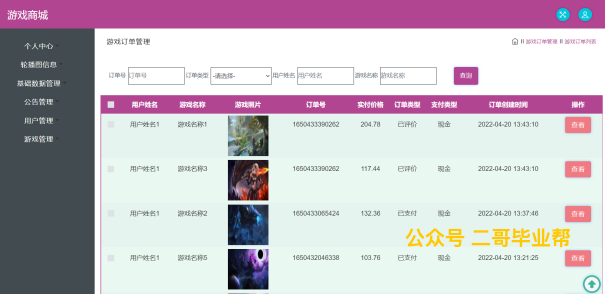 游戏商城
个人中心
轮播图信息
基础数据管理
公告管理
用户管理
游戏管理
游戏订单管理
游戏订单管理 游戏订单列表
订单号 订单号 订单类型 -请选择- 用户姓名 用户姓名 游戏名称 游戏名称 查询
用户姓名 游戏名称 游戏照片 订单号 实付价格 订单类型 支付类型 订单创建时间 操作
用户姓名1 游戏名称1 1650433390262 204.78 已评价 现金 2022-04-20 13:43:10 查看
用户姓名1 游戏名称3 1650433390262 117.44 已评价 现金 2022-04-20 13:43:10 查看
用户姓名1 游戏名称2 1650433065424 132.36 已支付 现金 2022-04-20 13:37:46 查看
用户姓名1 游戏名称5 1650432046338 103.76 已支付 现金 2022-04-20 13:21:25 查看
公众号 二哥毕业帮